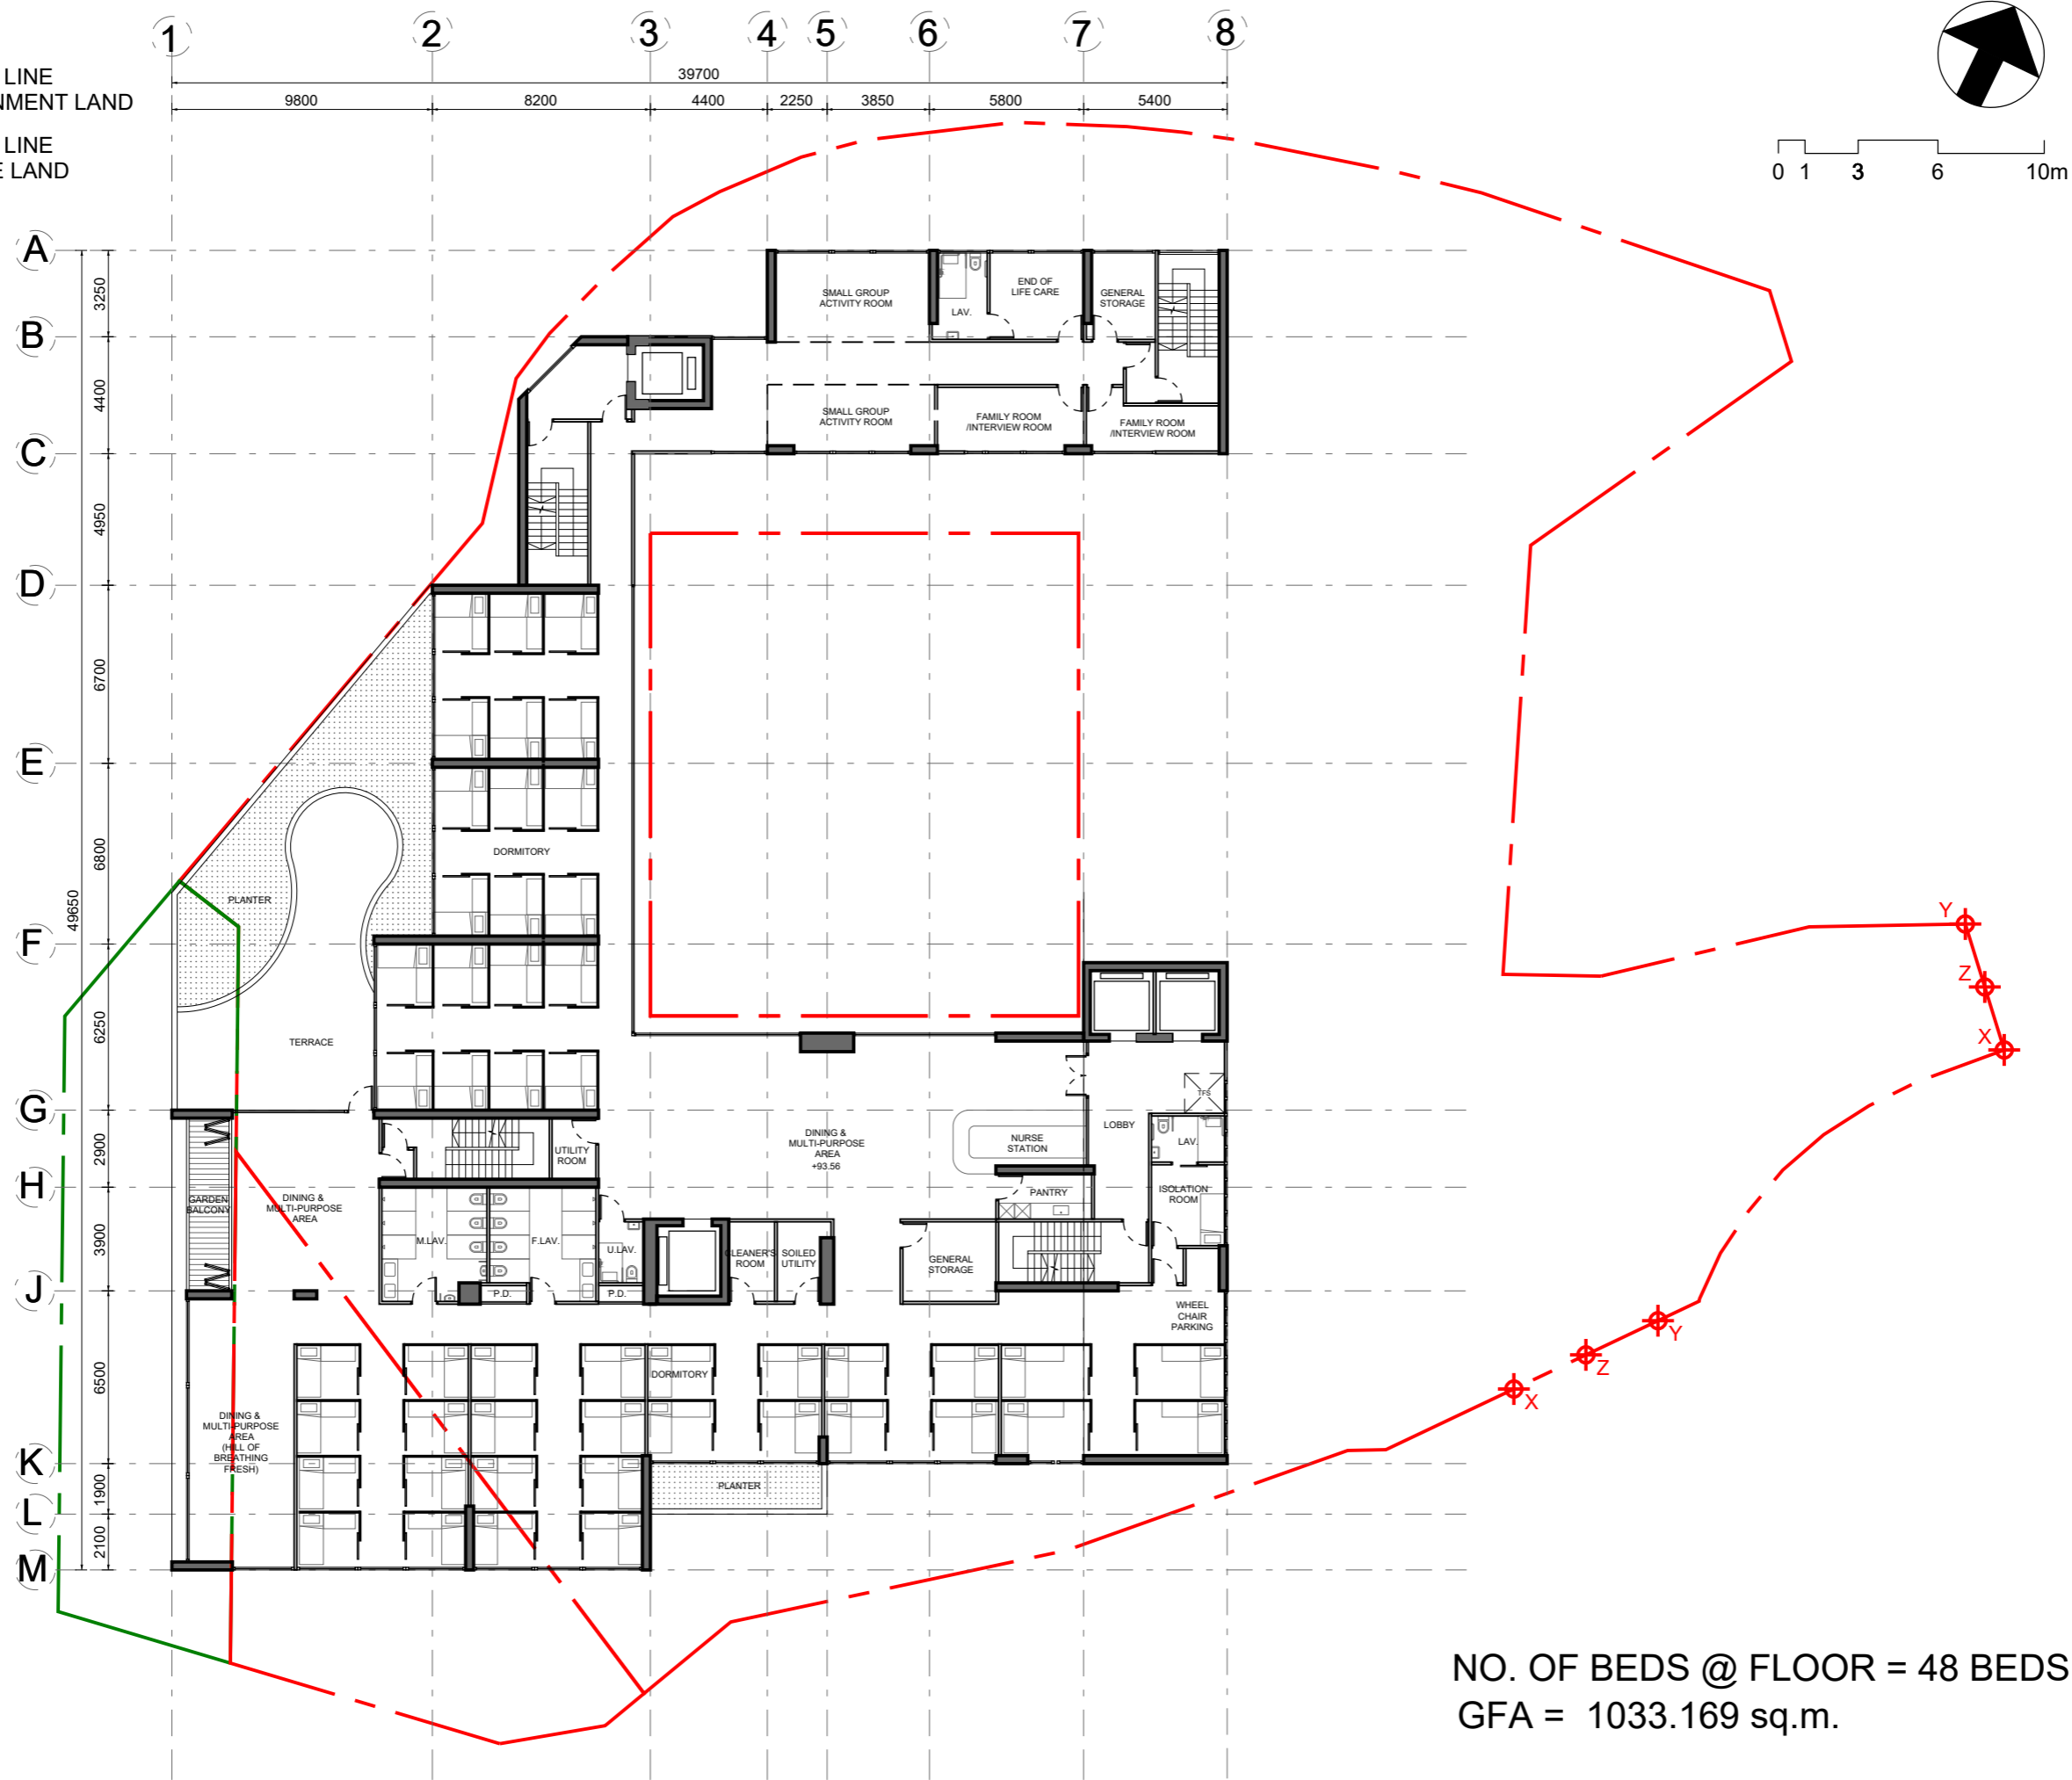 1
2
3
4
5
6
7
8
LINE
NMENT LAND
LINE
E LAND
39700
9800
8200
4400
2250
3850
5800
5400
0 1 3 6 10m
A
B
C
D
E
F
G
H
J
K
L
M
49650
3250
4400
4950
6700
6800
6250
2900
3900
6500
1900
2100
SMALL GROUP
ACTIVITY ROOM
LAV.
END OF
LIFE CARE
GENERAL
STORAGE
SMALL GROUP
ACTIVITY ROOM
FAMILY ROOM
/INTERVIEW ROOM
FAMILY ROOM
/INTERVIEW ROOM
DORMITORY
PLANTER
TERRACE
Y
Z
X
TFS
LOBBY
LAV.
NURSE
STATION
DINING &
MULTI-PURPOSE
AREA
+93.56
UTILITY
ROOM
GARDEN
BALCONY
DINING &
MULTI-PURPOSE
AREA
PANTRY
ISOLATION
ROOM
M.LAV.
F.LAV.
U.LAV.
CLEANER'S
ROOM
SOILED
UTILITY
GENERAL
STORAGE
P.D.
P.D.
WHEEL
CHAIR
PARKING
DORMITORY
DINING &
MULTI-PURPOSE
AREA
(HILL OF
BREATHING
FRESH)
PLANTER
Y
Z
X
NO. OF BEDS @ FLOOR = 48 BEDS
GFA = 1033.169 sq.m.